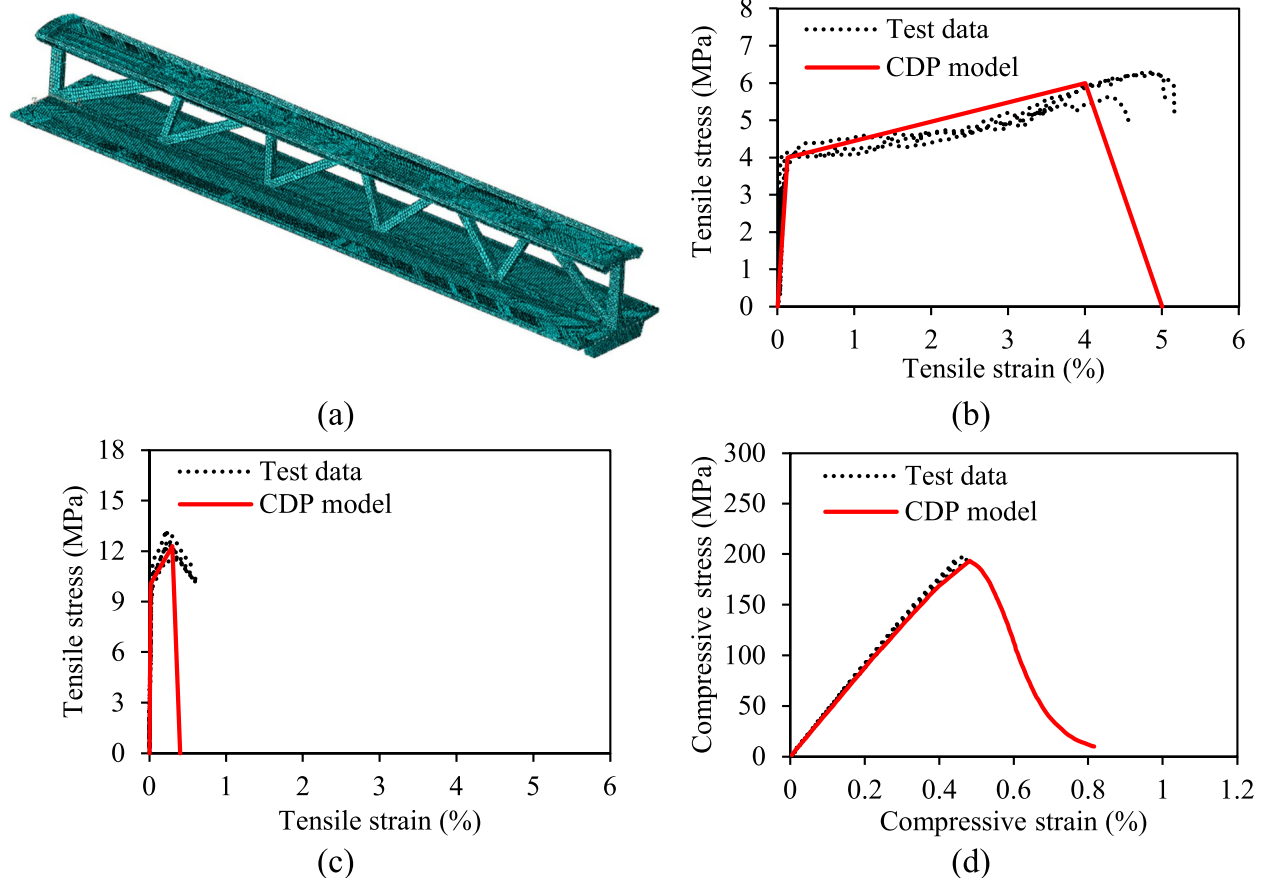 (a)
8
7
6
5
4
3
2
1
0
Tensile stress (MPa)
Test data
CDP model
0 1 2 3 4 5 6
Tensile strain (%)
(b)
18
15
12
9
6
3
0
Tensile stress (MPa)
Test data
CDP model
0 1 2 3 4 5 6
Tensile strain (%)
(c)
300
250
200
150
100
50
0
Compressive stress (MPa)
Test data
CDP model
0 0.2 0.4 0.6 0.8 1 1.2
Compressive strain (%)
(d)